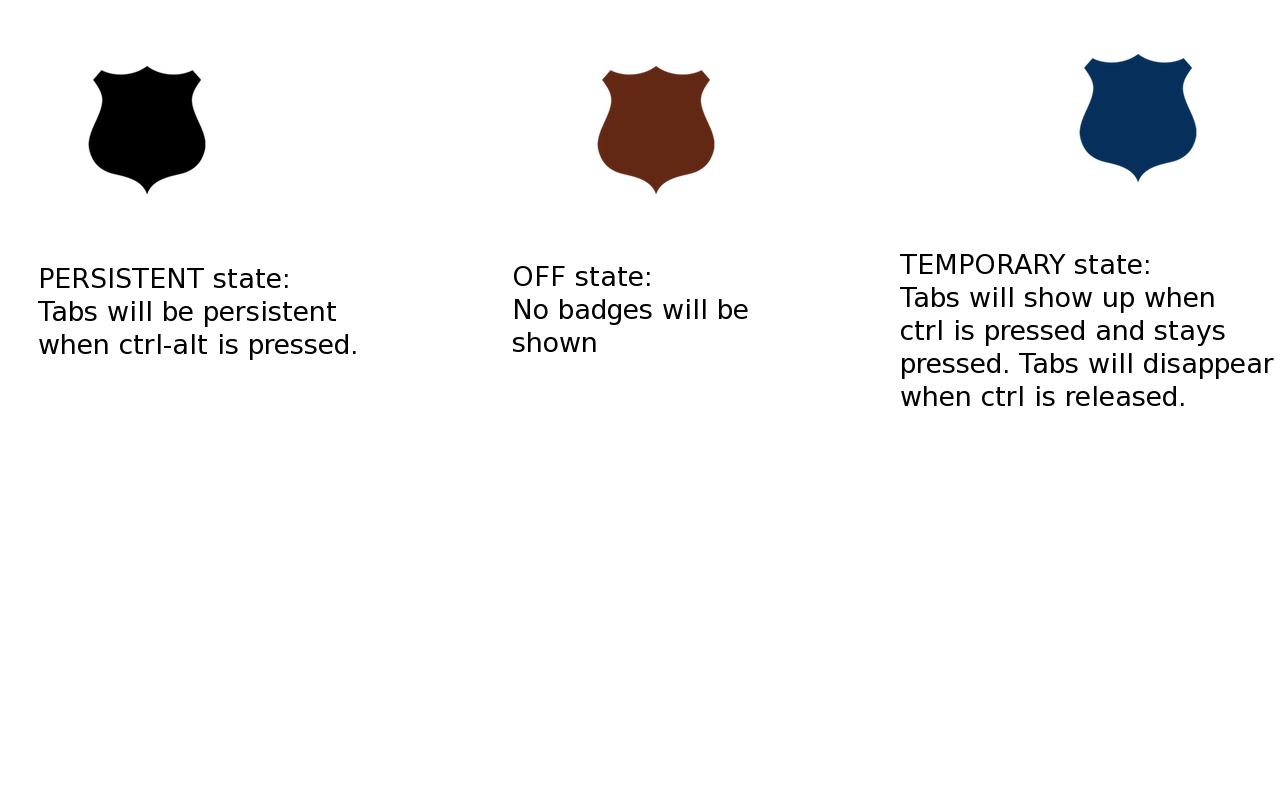 PERSISTENT state:
Tabs will be persistent
when ctrl-alt is pressed.
OFF state:
No badges will be
shown
TEMPORARY state:
Tabs will show up when
ctrl is pressed and stays
pressed. Tabs will disappear
when ctrl is released.